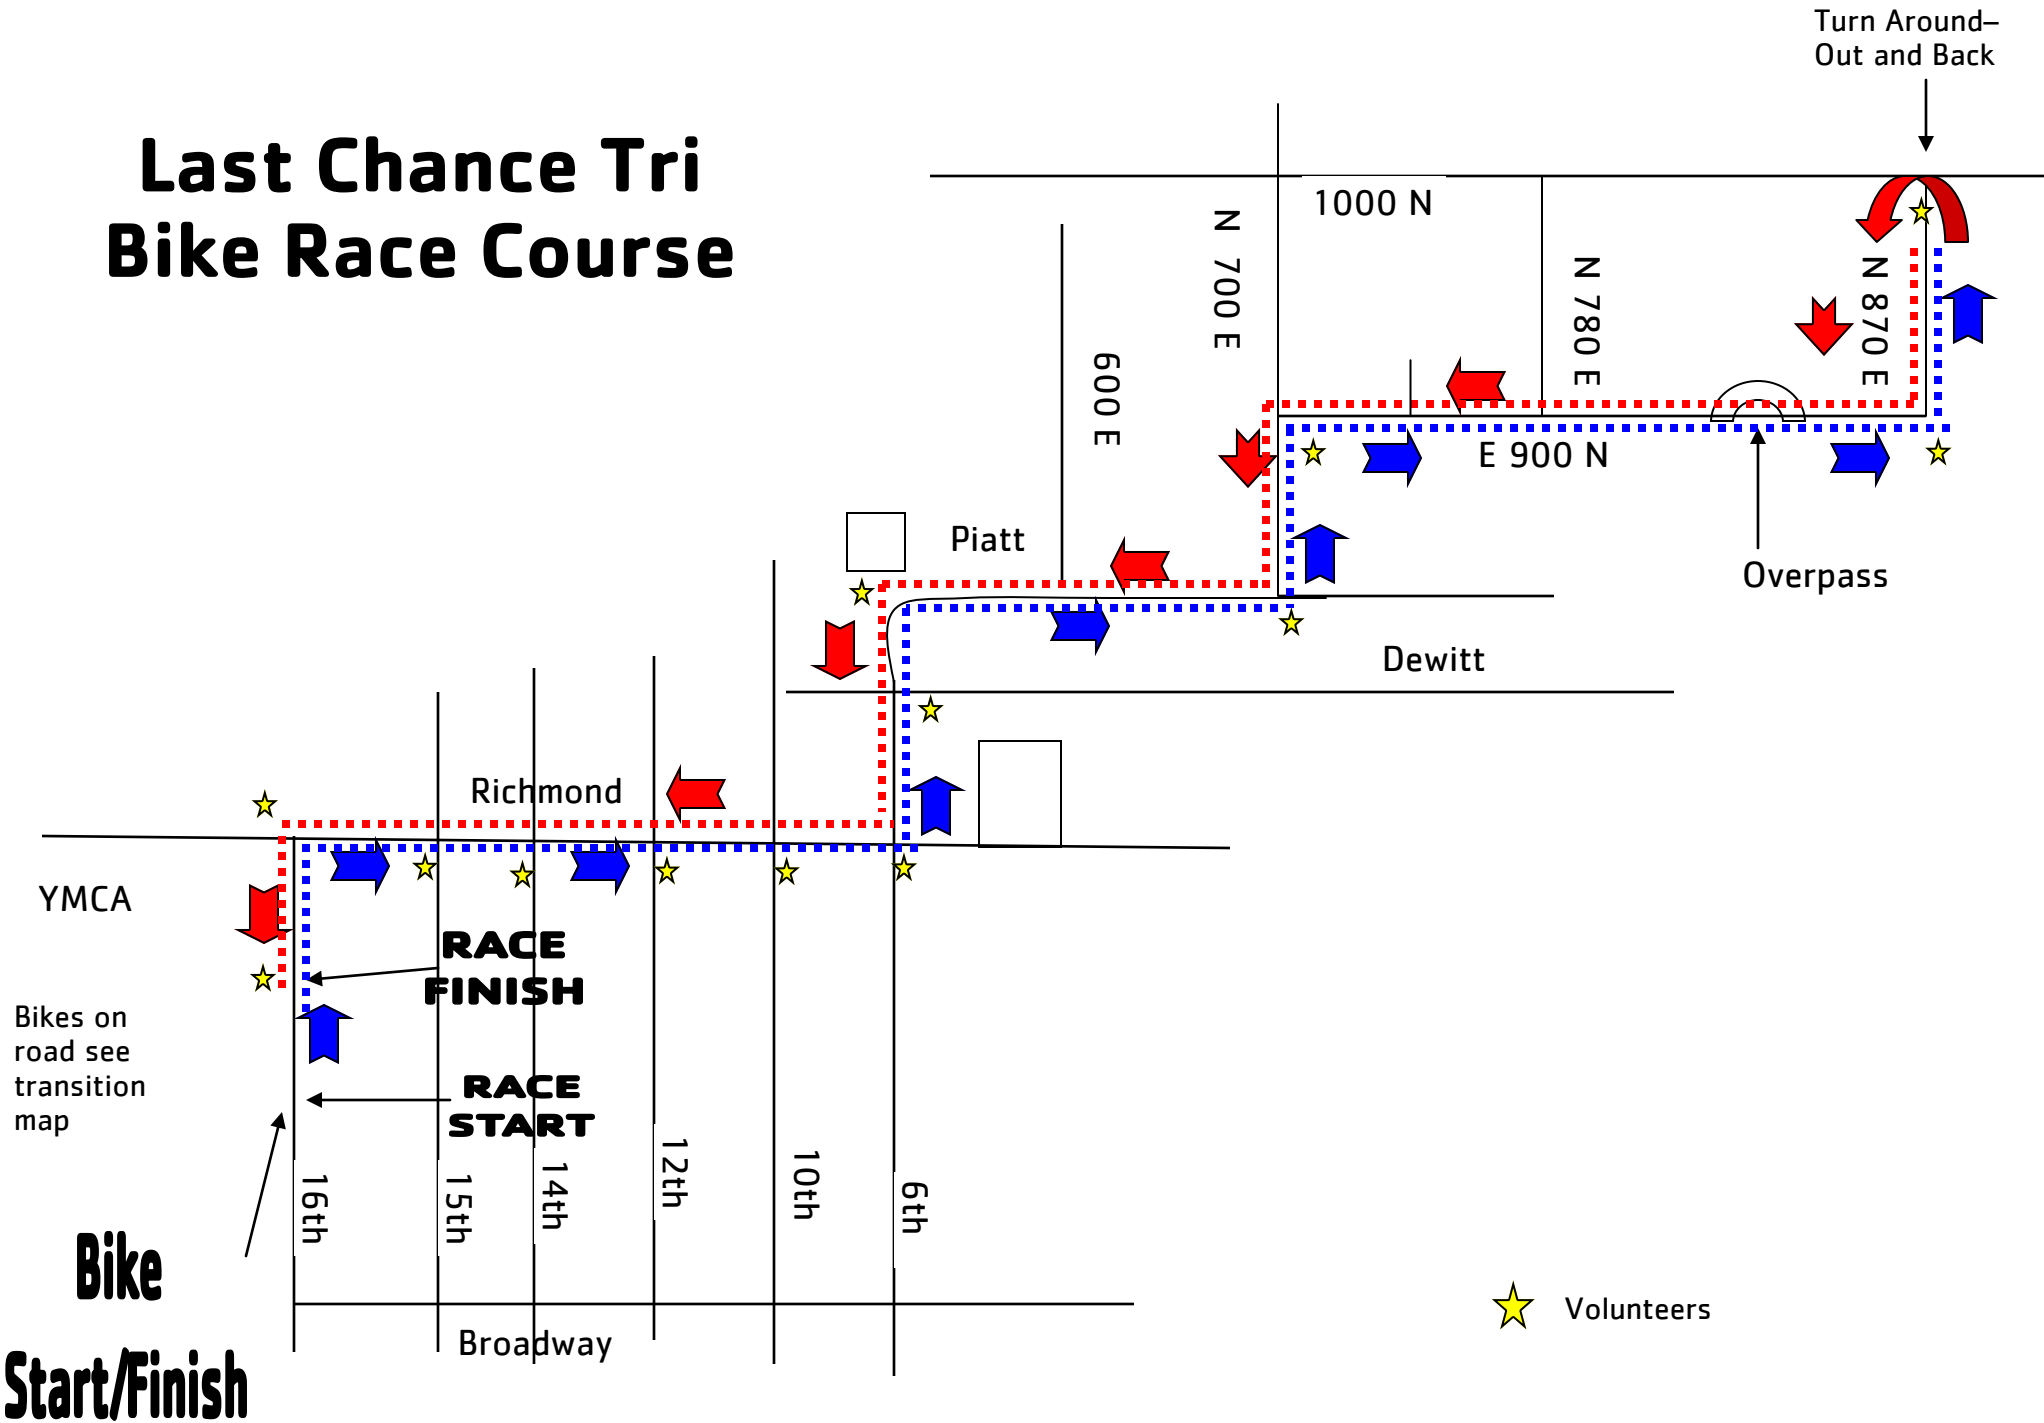 Turn Around–
Out and Back
Last Chance Tri
Bike Race Course
1000 N
N 700 E
N 780 E
N 870 E
600 E
E 900 N
Piatt
Overpass
Dewitt
Richmond
YMCA
RACE
FINISH
Bikes on
road see
transition
map
RACE
START
16th
15th
14th
12th
10th
6th
Bike
Start/Finish
Broadway
Volunteers